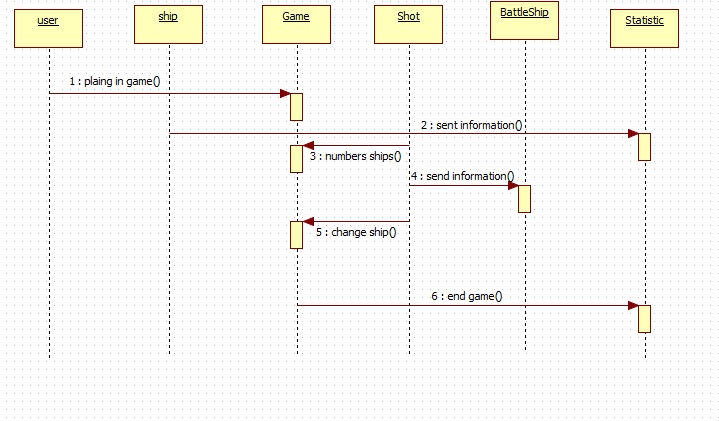 user
ship
Game
Shot
BattleShip
Statistic
1 : plaing in game()
2 : sent information()
3 : numbers ships()
4 : send information()
5 : change ship()
6 : end game()